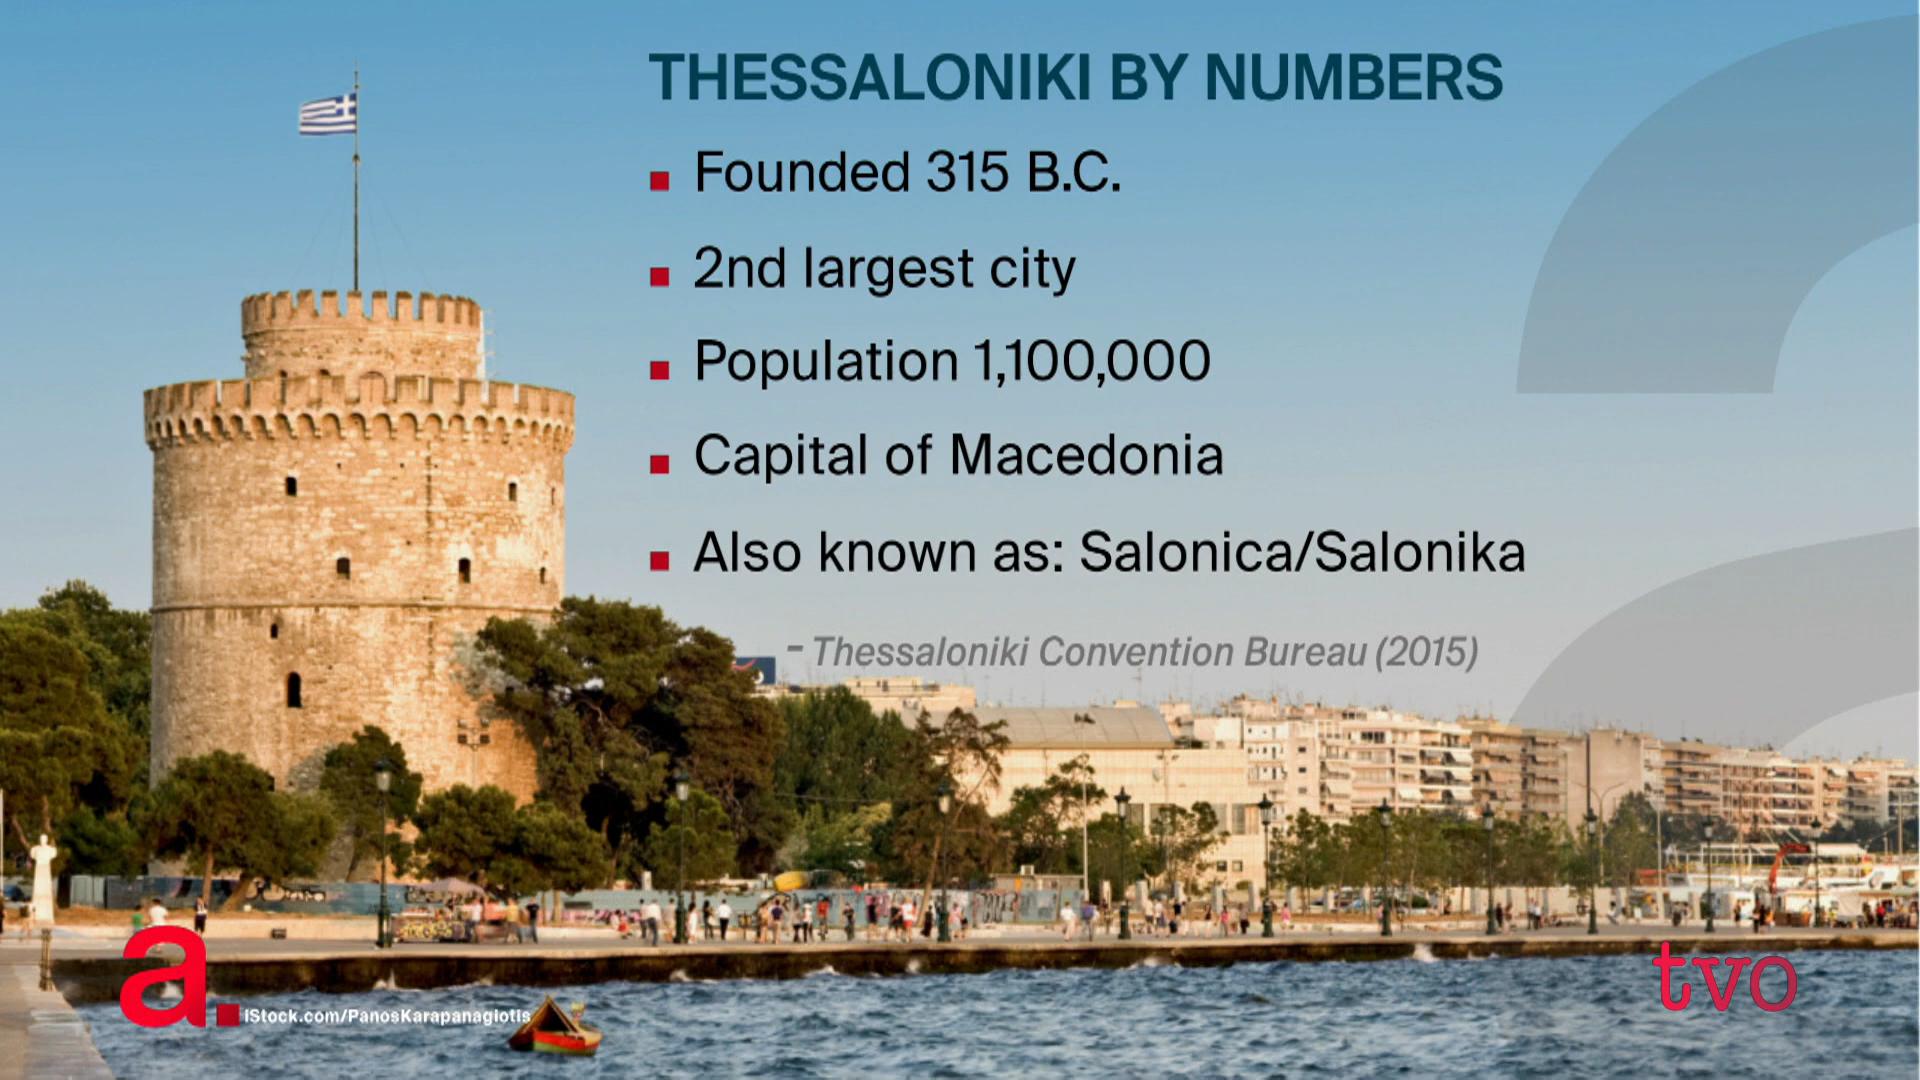 THESSALONIKI BY NUMBERS
Founded 315 B.C.
2nd largest city
Population 1,100,000
Capital of Macedonia
Also known as: Salonica/Salonika
- Thessaloniki Convention Bureau (2015)
a.
iStock.com/PanosKarapanagiotis
tvo